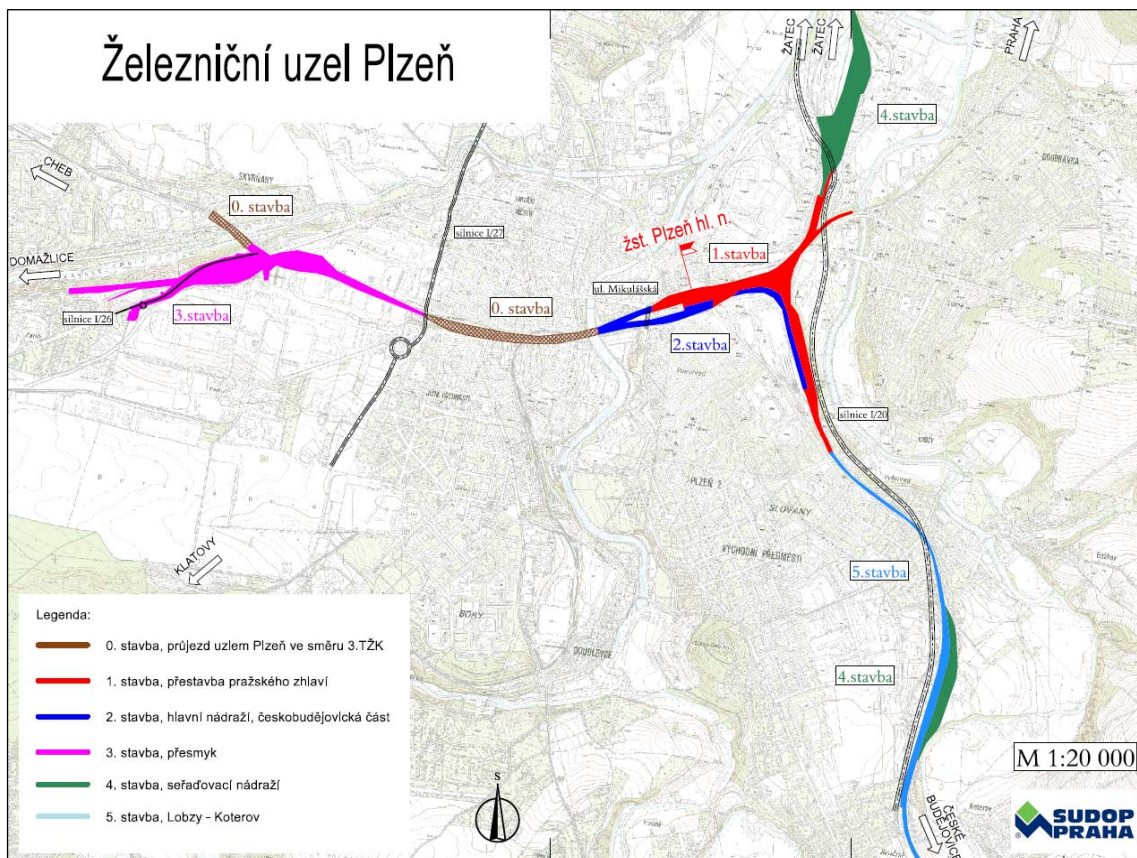 Železniční uzel Plzeň
ŽATEC
ŽATEC
PRAHA
4.stavba
DOUBRAVKA
CHEB
SKVRŇANY
0. stavba
silnice I/27
žst. Plzeň hl. n.
1.stavba
DOMAŽLICE
ul. Mikulášská
silnice I/26
3.stavba
0. stavba
2.stavba
silnice I/20
LOBZY
PLZEŇ 2
SLOVANY
VÝCHODNÍ PŘEDMĚSTÍ
KLATOVY
5.stavba
BORY
DOUDLEVCE
4.stavba
Legenda:
0. stavba, průjezd uzlem Plzeň ve směru 3.TŽK
1. stavba, přestavba pražského zhlaví
2. stavba, hlavní nádraží, českobudějovická část
3. stavba, přesmyk
4. stavba, seřaďovací nádraží
5. stavba, Lobzy - Koterov
S
M 1:20 000
ČESKÉ
BUDĚJOVICE
SUDOP
PRAHA